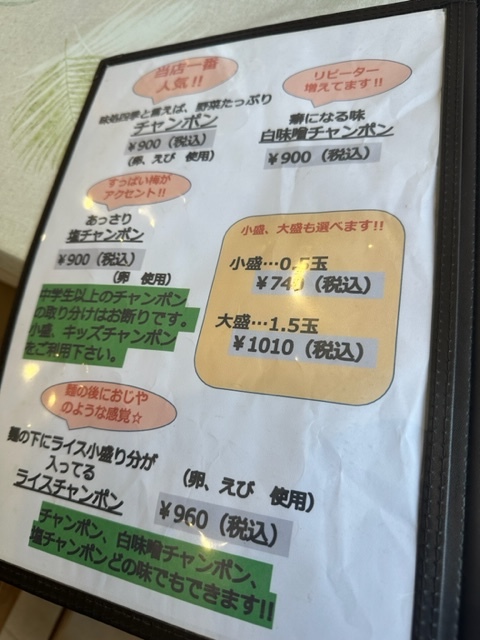 当店一番
人気!!
味処四季と言えば、野菜たっぷり
チャンポン
¥900（税込）
（卵、えび　使用）
リピーター
増えてます!!
癖になる味
白味噌チャンポン
¥900（税込）
すっぱい梅が
アクセント!!
あっさり
塩チャンポン
¥900（税込）
（卵　使用）
中学生以上のチャンポン
の取り分けはお断りです。
小盛、キッズチャンポン
をご利用下さい。
小盛、大盛も選べます!!
小盛…0.5玉
¥740（税込）
大盛…1.5玉
¥1010（税込）
麺の後におじや
のような感覚☆
麺の下にライス小盛り分が
入ってる
ライスチャンポン
（卵、えび　使用）
¥960（税込）
チャンポン、白味噌チャンポン、
塩チャンポンどの味でもできます!!